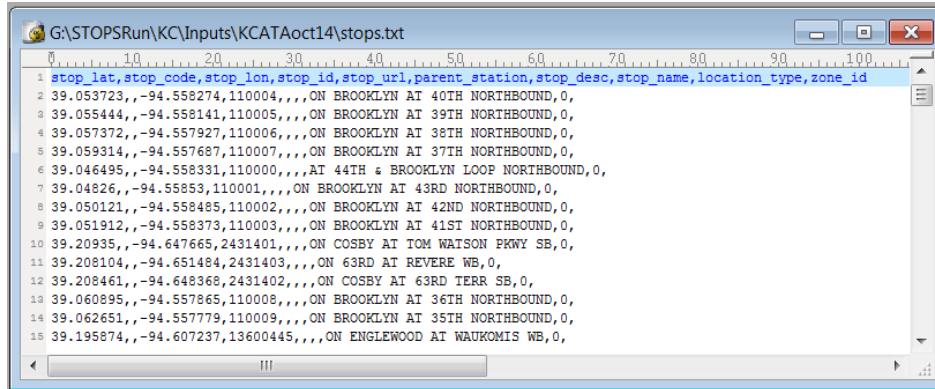 G:\STOPSRun\KC\Inputs\KCATAoct14\stops.txt
0 10 20 30 40 50 60 70 80 90 100
1 stop_lat,stop_code,stop_lon,stop_id,stop_url,parent_station,stop_desc,stop_name,location_type,zone_id
2 39.053723,,-94.558274,110004,,,,ON BROOKLYN AT 40TH NORTHBOUND,0,
3 39.055444,,-94.558141,110005,,,,ON BROOKLYN AT 39TH NORTHBOUND,0,
4 39.057372,,-94.557927,110006,,,,ON BROOKLYN AT 38TH NORTHBOUND,0,
5 39.059314,,-94.557687,110007,,,,ON BROOKLYN AT 37TH NORTHBOUND,0,
6 39.046495,,-94.558331,110000,,,,AT 44TH & BROOKLYN LOOP NORTHBOUND,0,
7 39.04826,,-94.55853,110001,,,,ON BROOKLYN AT 43RD NORTHBOUND,0,
8 39.050121,,-94.558485,110002,,,,ON BROOKLYN AT 42ND NORTHBOUND,0,
9 39.051912,,-94.558373,110003,,,,ON BROOKLYN AT 41ST NORTHBOUND,0,
10 39.20935,,-94.647665,2431401,,,,ON COSBY AT TOM WATSON PKWY SB,0,
11 39.208104,,-94.651484,2431403,,,,ON 63RD AT REVERE WB,0,
12 39.208461,,-94.648368,2431402,,,,ON COSBY AT 63RD TERR SB,0,
13 39.060895,,-94.557865,110008,,,,ON BROOKLYN AT 36TH NORTHBOUND,0,
14 39.062651,,-94.557779,110009,,,,ON BROOKLYN AT 35TH NORTHBOUND,0,
15 39.195874,,-94.607237,13600445,,,,ON ENGLEWOOD AT WAUKOMIS WB,0,